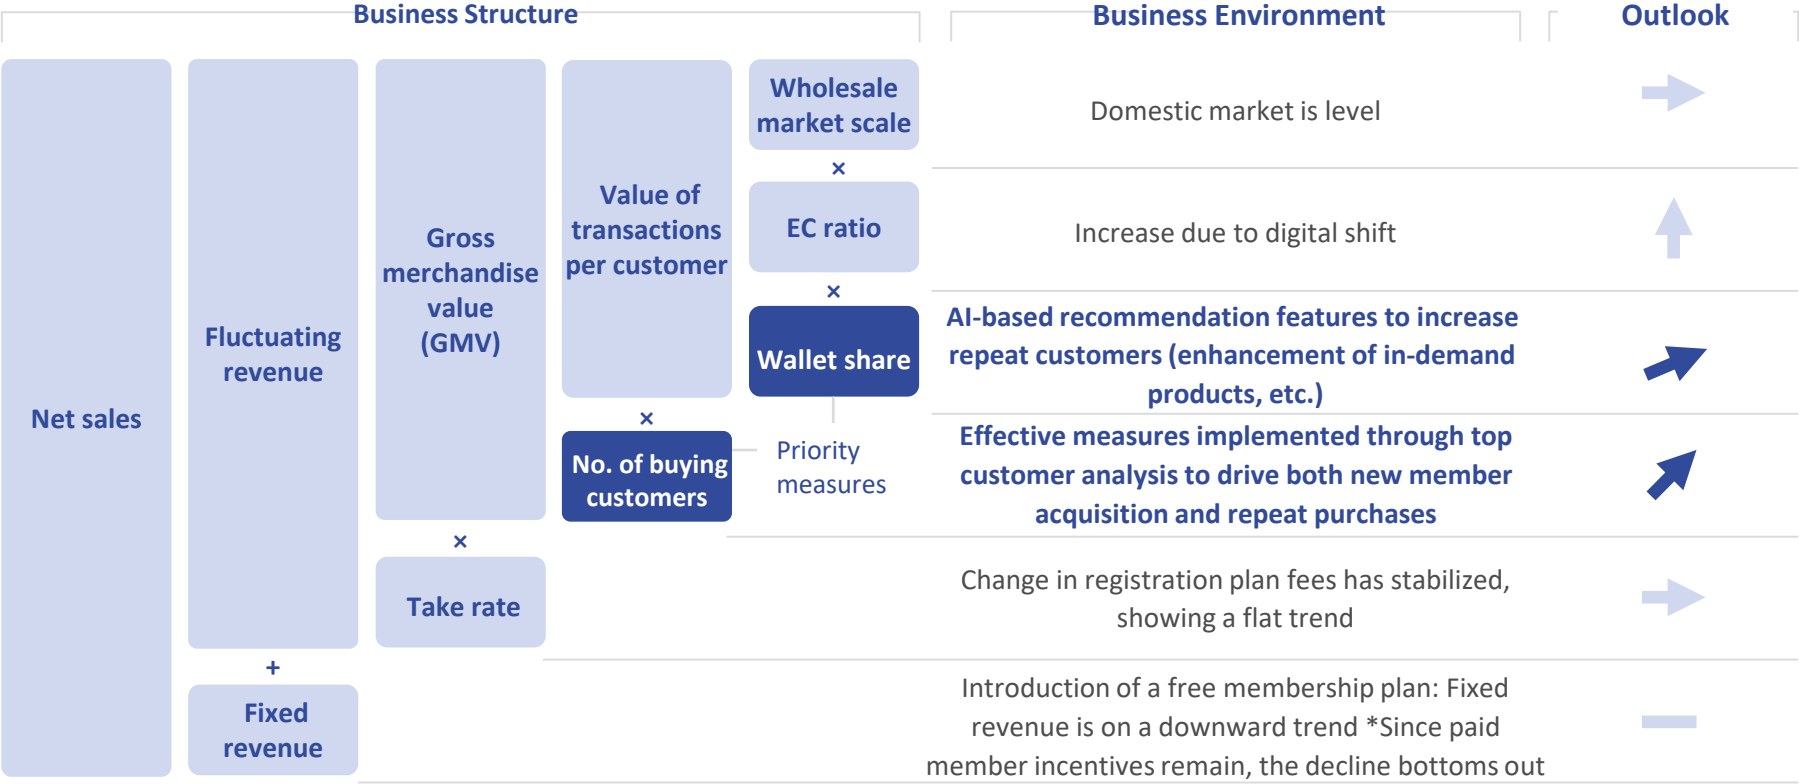 Business Structure
Business Environment
Outlook
Net sales
Fluctuating
revenue
+
Fixed
revenue
Gross
merchandise
value
(GMV)
×
Take rate
Value of
transactions
per customer
×
No. of buying
customers
Wholesale
market scale
×
EC ratio
×
Wallet share
Priority
measures
Domestic market is level
Increase due to digital shift
AI-based recommendation features to increase
repeat customers (enhancement of in-demand
products, etc.)
Effective measures implemented through top
customer analysis to drive both new member
acquisition and repeat purchases
Change in registration plan fees has stabilized,
showing a flat trend
Introduction of a free membership plan: Fixed
revenue is on a downward trend *Since paid
member incentives remain, the decline bottoms out